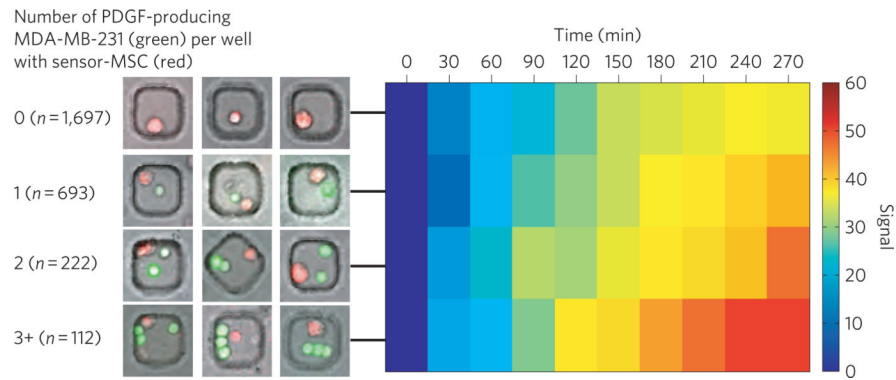 Number of PDGF-producing
MDA-MB-231 (green) per well
with sensor-MSC (red)
Time (min)
0 30 60 90 120 150 180 210 240 270
0 (n = 1,697)
1 (n = 693)
2 (n = 222)
3+ (n = 112)
60
50
40
30
20
10
0
Signal